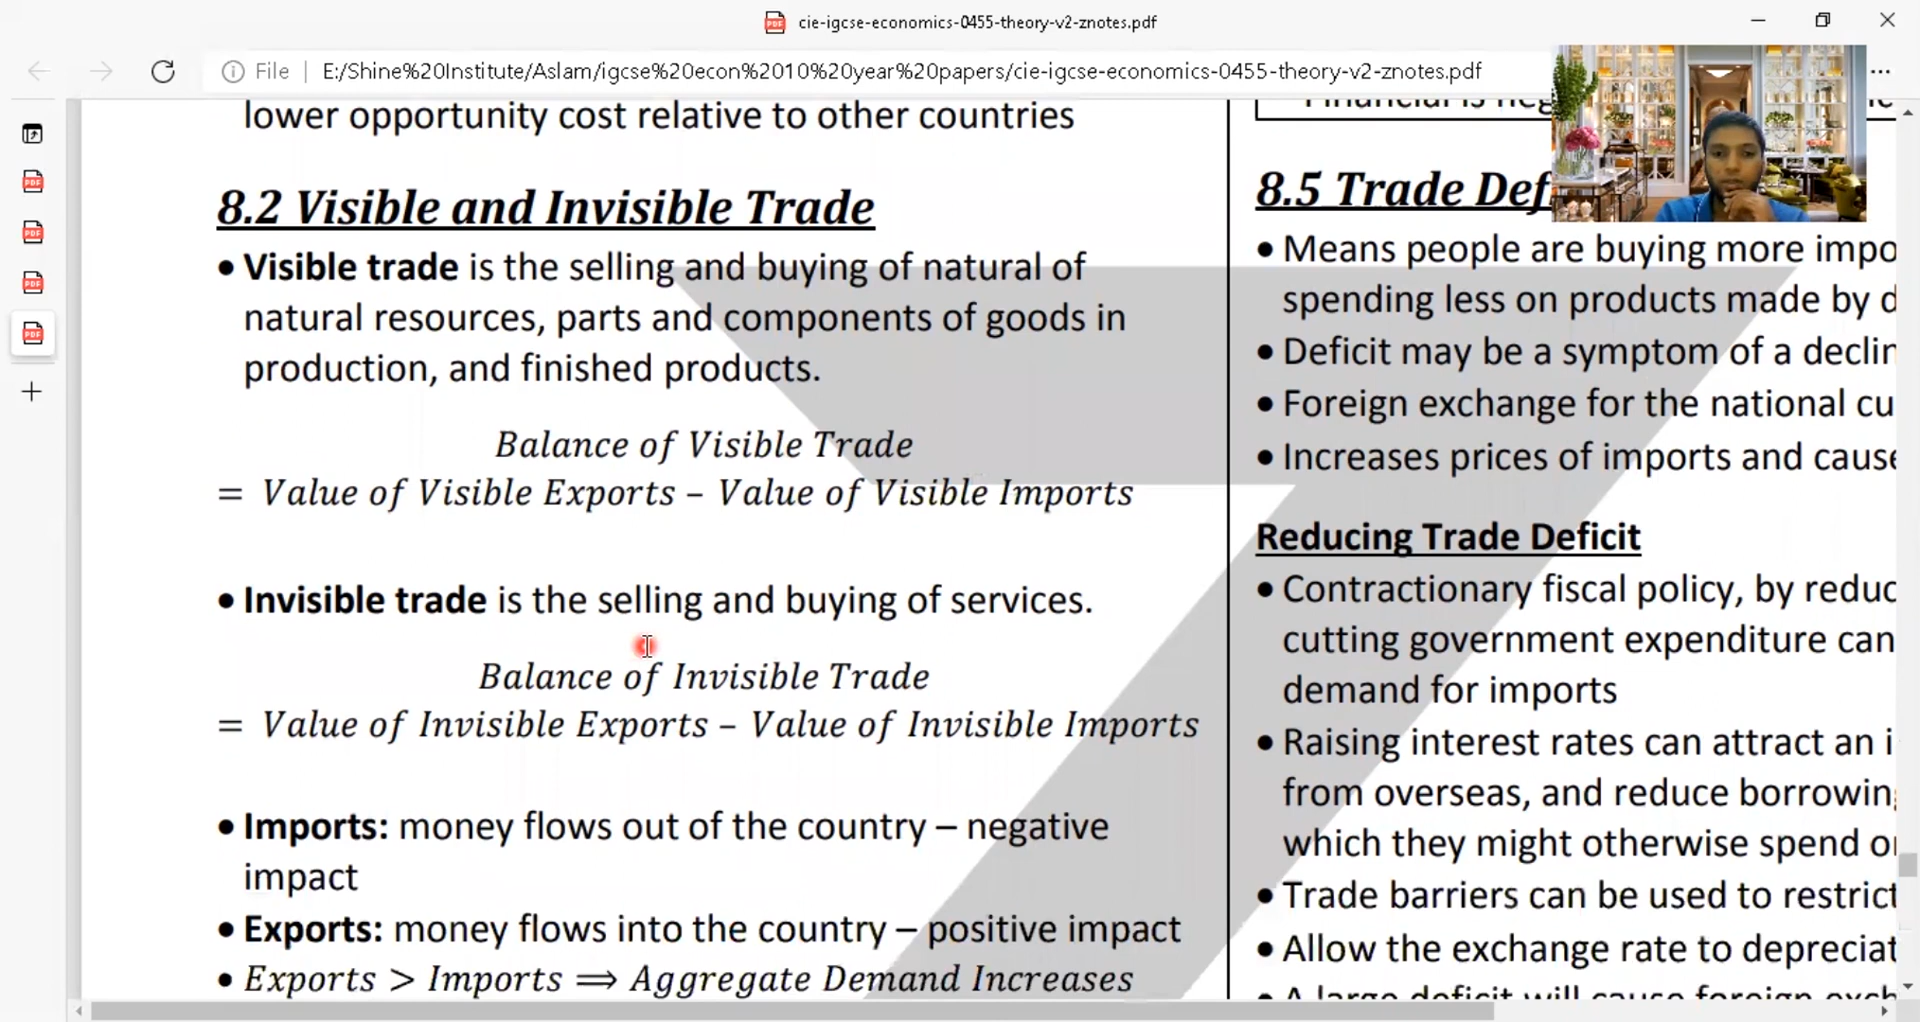 cie-igcse-economics-0455-theory-v2-znotes.pdf
File
E:/Shine%20Institute/Aslam/igcse%20econ%2010%20year%20papers/cie-igcse-economics-0455-theory-v2-znotes.pdf
lower opportunity cost relative to other countries
8.2 Visible and Invisible Trade
• Visible trade is the selling and buying of natural of
natural resources, parts and components of goods in
production, and finished products.
Balance of Visible Trade
= Value of Visible Exports – Value of Visible Imports
• Invisible trade is the selling and buying of services.
Balance of Invisible Trade
= Value of Invisible Exports – Value of Invisible Imports
• Imports: money flows out of the country – negative
impact
• Exports: money flows into the country – positive impact
• Exports > Imports ⟹ Aggregate Demand Increases
Financial is neg
8.5 Trade Def
• Means people are buying more impo
spending less on products made by d
• Deficit may be a symptom of a declin
• Foreign exchange for the national cu
• Increases prices of imports and cause
Reducing Trade Deficit
• Contractionary fiscal policy, by reduc
cutting government expenditure can
demand for imports
• Raising interest rates can attract an i
from overseas, and reduce borrowin
which they might otherwise spend o
• Trade barriers can be used to restrict
• Allow the exchange rate to depreciat
• A large deficit will cause foreign exch